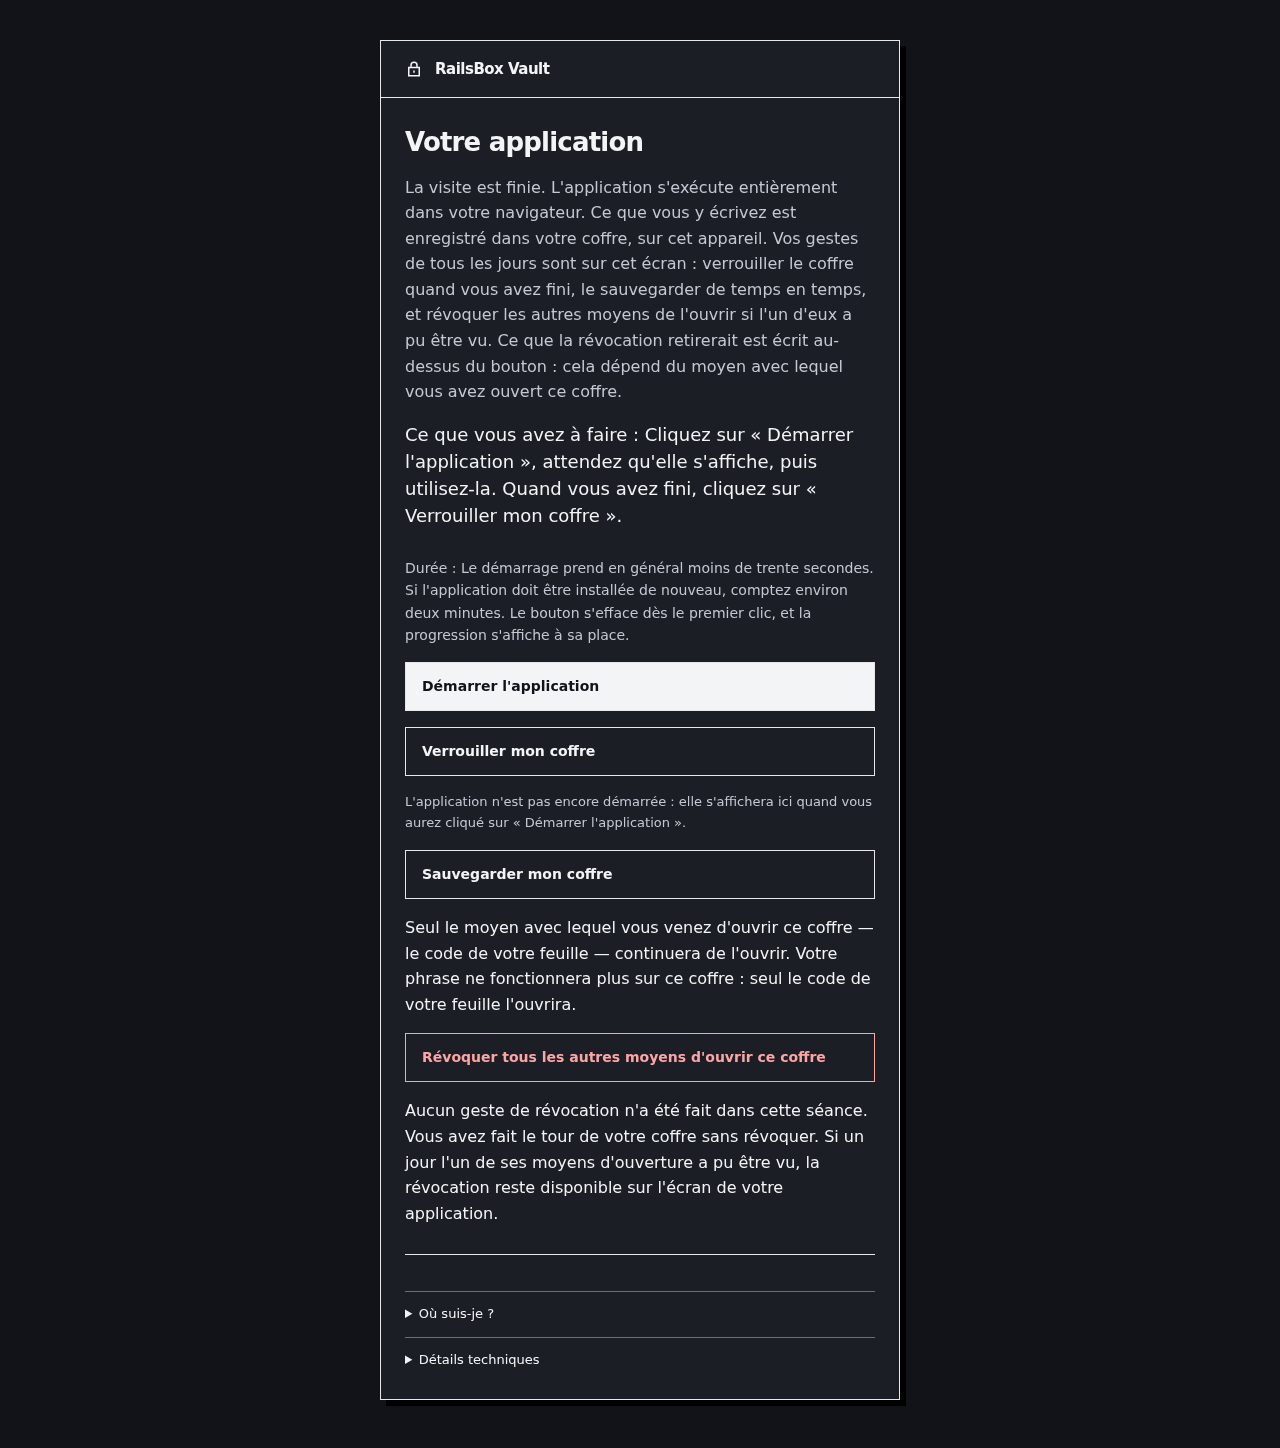 RailsBox Vault
Votre application
La visite est finie. L'application s'exécute entièrement
dans votre navigateur. Ce que vous y écrivez est
enregistré dans votre coffre, sur cet appareil. Vos gestes
de tous les jours sont sur cet écran : verrouiller le coffre
quand vous avez fini, le sauvegarder de temps en temps,
et révoquer les autres moyens de l'ouvrir si l'un d'eux a
pu être vu. Ce que la révocation retirerait est écrit au-
dessus du bouton : cela dépend du moyen avec lequel
vous avez ouvert ce coffre.
Ce que vous avez à faire : Cliquez sur « Démarrer
l'application », attendez qu'elle s'affiche, puis
utilisez-la. Quand vous avez fini, cliquez sur «
Verrouiller mon coffre ».
Durée : Le démarrage prend en général moins de trente secondes.
Si l'application doit être installée de nouveau, comptez environ
deux minutes. Le bouton s'efface dès le premier clic, et la
progression s'affiche à sa place.
Démarrer l'application
Verrouiller mon coffre
L'application n'est pas encore démarrée : elle s'affichera ici quand vous
aurez cliqué sur « Démarrer l'application ».
Sauvegarder mon coffre
Seul le moyen avec lequel vous venez d'ouvrir ce coffre —
le code de votre feuille — continuera de l'ouvrir. Votre
phrase ne fonctionnera plus sur ce coffre : seul le code de
votre feuille l'ouvrira.
Révoquer tous les autres moyens d'ouvrir ce coffre
Aucun geste de révocation n'a été fait dans cette séance.
Vous avez fait le tour de votre coffre sans révoquer. Si un
jour l'un de ses moyens d'ouverture a pu être vu, la
révocation reste disponible sur l'écran de votre
application.
Où suis-je ?
Détails techniques